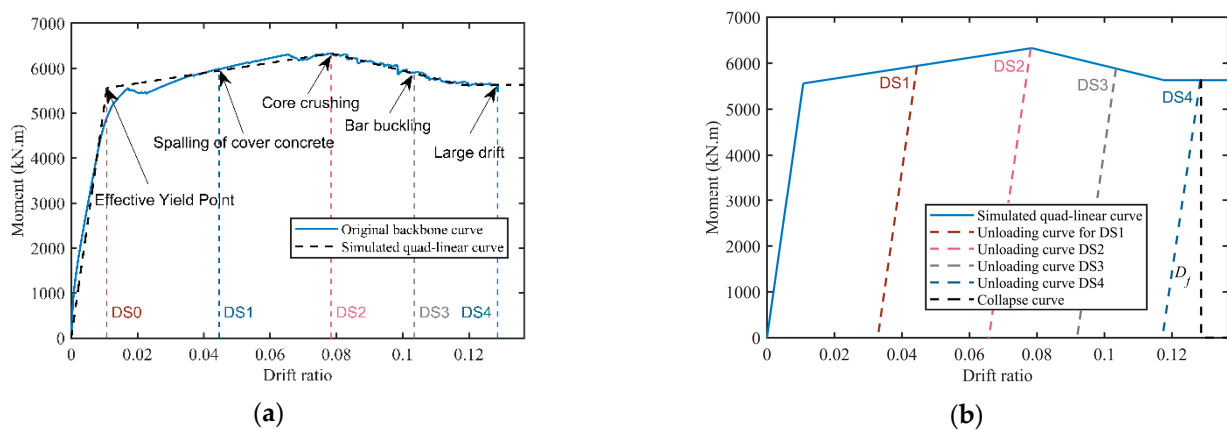 7000
6000
5000
4000
3000
2000
1000
0
Moment (kN.m)
Core crushing
Bar buckling
Spalling of cover concrete
Large drift
Effective Yield Point
Original backbone curve
Simulated quad-linear curve
DS0 DS1 DS2 DS3 DS4
0 0.02 0.04 0.06 0.08 0.1 0.12
Drift ratio
(a)
7000
6000
5000
4000
3000
2000
1000
0
Moment (kN.m)
DS1 DS2 DS3 DS4
Simulated quad-linear curve
Unloading curve for DS1
Unloading curve DS2
Unloading curve DS3
Unloading curve DS4
Collapse curve
D_f
0 0.02 0.04 0.06 0.08 0.1 0.12
Drift ratio
(b)